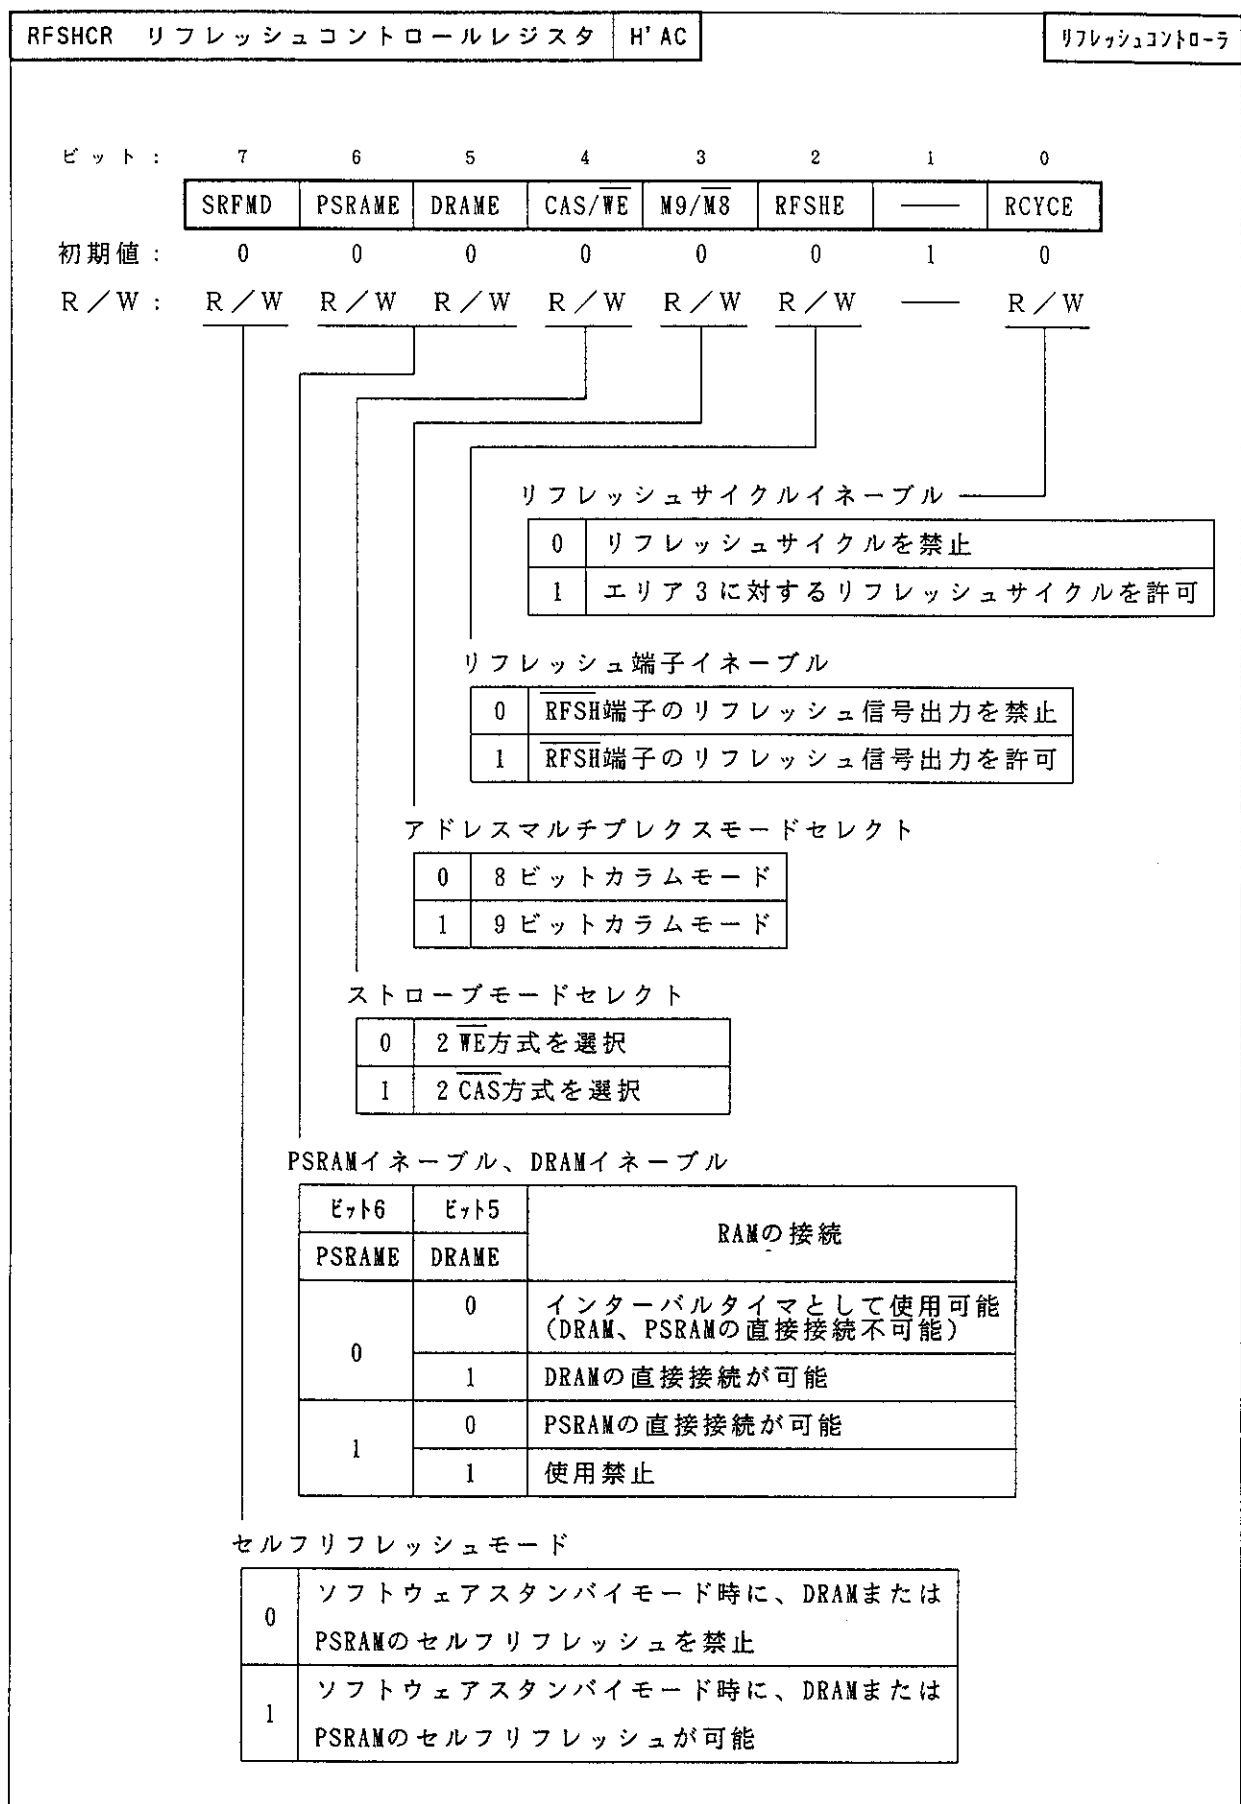 RFSHCR リフレッシュコントロールレジスタ H'AC リフレッシュコントローラ
ビット: 7 6 5 4 3 2 1 0
SRFMD PSRAME DRAME CAS/W̅E̅ M9/M̅8̅ RFSHE ― RCYCE
初期値: 0 0 0 0 0 0 1 0
R/W: R/W R/W R/W R/W R/W R/W ― R/W
リフレッシュサイクルイネーブル
0 リフレッシュサイクルを禁止
1 エリア3に対するリフレッシュサイクルを許可
リフレッシュ端子イネーブル
0 R̅F̅S̅H̅端子のリフレッシュ信号出力を禁止
1 R̅F̅S̅H̅端子のリフレッシュ信号出力を許可
アドレスマルチプレクスモードセレクト
0 8ビットカラムモード
1 9ビットカラムモード
ストローブモードセレクト
0 2W̅E̅方式を選択
1 2C̅A̅S̅方式を選択
PSRAMイネーブル、DRAMイネーブル
ビット6 ビット5 RAMの接続
PSRAME DRAME
0 0 インターバルタイマとして使用可能
(DRAM、PSRAMの直接接続不可能)
1 DRAMの直接接続が可能
1 0 PSRAMの直接接続が可能
1 使用禁止
セルフリフレッシュモード
0 ソフトウェアスタンバイモード時に、DRAMまたは
PSRAMのセルフリフレッシュを禁止
1 ソフトウェアスタンバイモード時に、DRAMまたは
PSRAMのセルフリフレッシュが可能